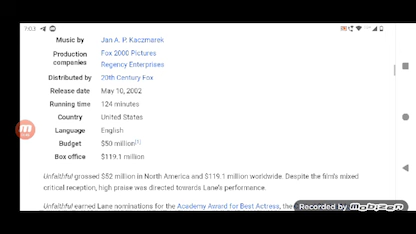 7:03
Music by Jan A. P. Kaczmarek
Production companies
Fox 2000 Pictures
Regency Enterprises
Distributed by 20th Century Fox
Release date May 10, 2002
Running time 124 minutes
Country United States
Language English
Budget $50 million[1]
Box office $119.1 million
Unfaithful grossed $52 million in North America and $119.1 million worldwide. Despite the film's mixed
critical reception, high praise was directed towards Lane's performance.
Unfaithful earned Lane nominations for the Academy Award for Best Actress, the
Recorded by Mobizen